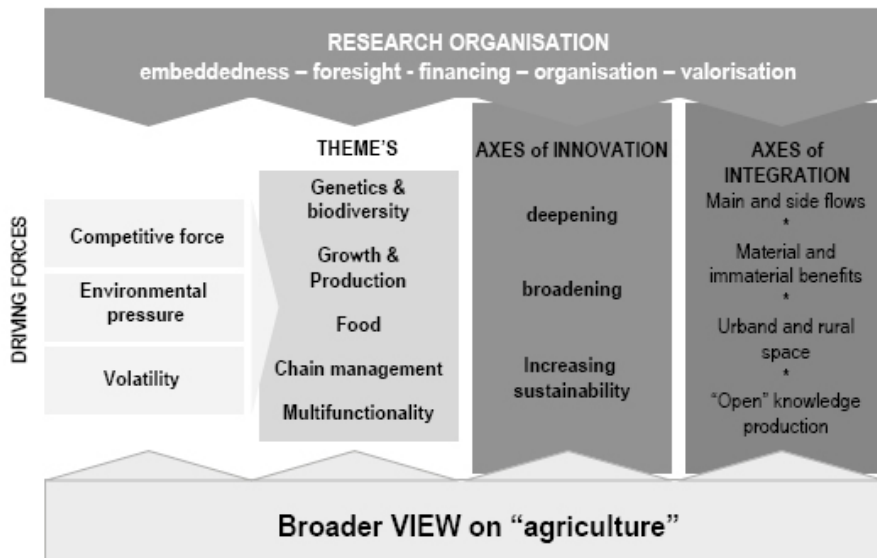 RESEARCH ORGANISATION
embeddedness – foresight - financing – organisation – valorisation
DRIVING FORCES
Competitive force
Environmental
pressure
Volatility
THEME'S
Genetics &
biodiversity
Growth &
Production
Food
Chain management
Multifunctionality
AXES of INNOVATION
deepening
broadening
Increasing
sustainability
AXES of
INTEGRATION
Main and side flows
*
Material and
immaterial benefits
*
Urband and rural
space
*
“Open” knowledge
production
Broader VIEW on “agriculture”